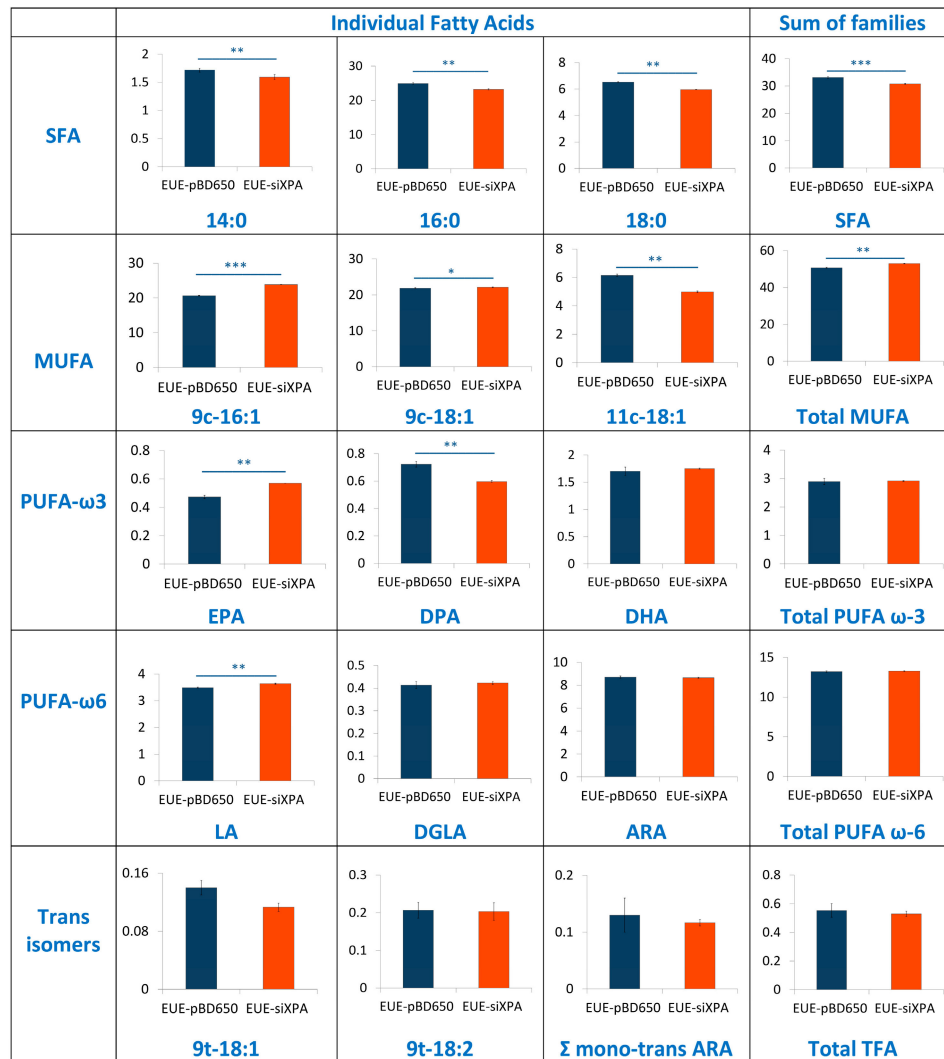 Individual Fatty Acids
Sum of families
SFA
2
1.5
1
0.5
0
**
EUE-pBD650 EUE-siXPA
14:0
30
20
10
0
**
EUE-pBD650 EUE-siXPA
16:0
8
6
4
2
0
**
EUE-pBD650 EUE-siXPA
18:0
40
30
20
10
0
***
EUE-pBD650 EUE-siXPA
SFA
MUFA
30
20
10
0
***
EUE-pBD650 EUE-siXPA
9c-16:1
30
20
10
0
*
EUE-pBD650 EUE-siXPA
9c-18:1
8
6
4
2
0
**
EUE-pBD650 EUE-siXPA
11c-18:1
60
40
20
0
**
EUE-pBD650 EUE-siXPA
Total MUFA
PUFA-ω3
0.8
0.6
0.4
0.2
0
**
EUE-pBD650 EUE-siXPA
EPA
0.8
0.6
0.4
0.2
0
**
EUE-pBD650 EUE-siXPA
DPA
2
1.5
1
0.5
0
EUE-pBD650 EUE-siXPA
DHA
4
3
2
1
0
EUE-pBD650 EUE-siXPA
Total PUFA ω-3
PUFA-ω6
5
4
3
2
1
0
**
EUE-pBD650 EUE-siXPA
LA
0.5
0.4
0.3
0.2
0.1
0
EUE-pBD650 EUE-siXPA
DGLA
10
8
6
4
2
0
EUE-pBD650 EUE-siXPA
ARA
15
10
5
0
EUE-pBD650 EUE-siXPA
Total PUFA ω-6
Trans
isomers
0.16
0.08
0
EUE-pBD650 EUE-siXPA
9t-18:1
0.3
0.2
0.1
0
EUE-pBD650 EUE-siXPA
9t-18:2
0.2
0.1
0
EUE-pBD650 EUE-siXPA
Σ mono-trans ARA
0.8
0.6
0.4
0.2
0
EUE-pBD650 EUE-siXPA
Total TFA